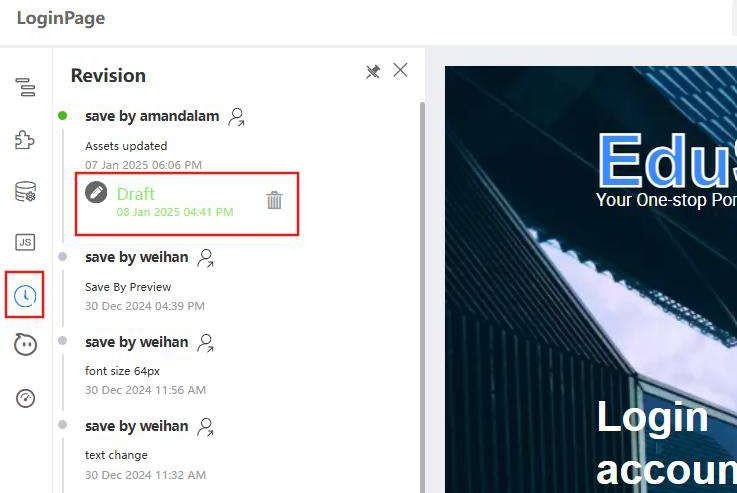 LoginPage
Revision
save by amandalam
Assets updated
07 Jan 2025 06:06 PM
Draft
08 Jan 2025 04:41 PM
save by weihan
Save By Preview
30 Dec 2024 04:39 PM
save by weihan
font size 64px
30 Dec 2024 11:56 AM
save by weihan
text change
30 Dec 2024 11:32 AM
JS
Edu
Your One-stop
Login